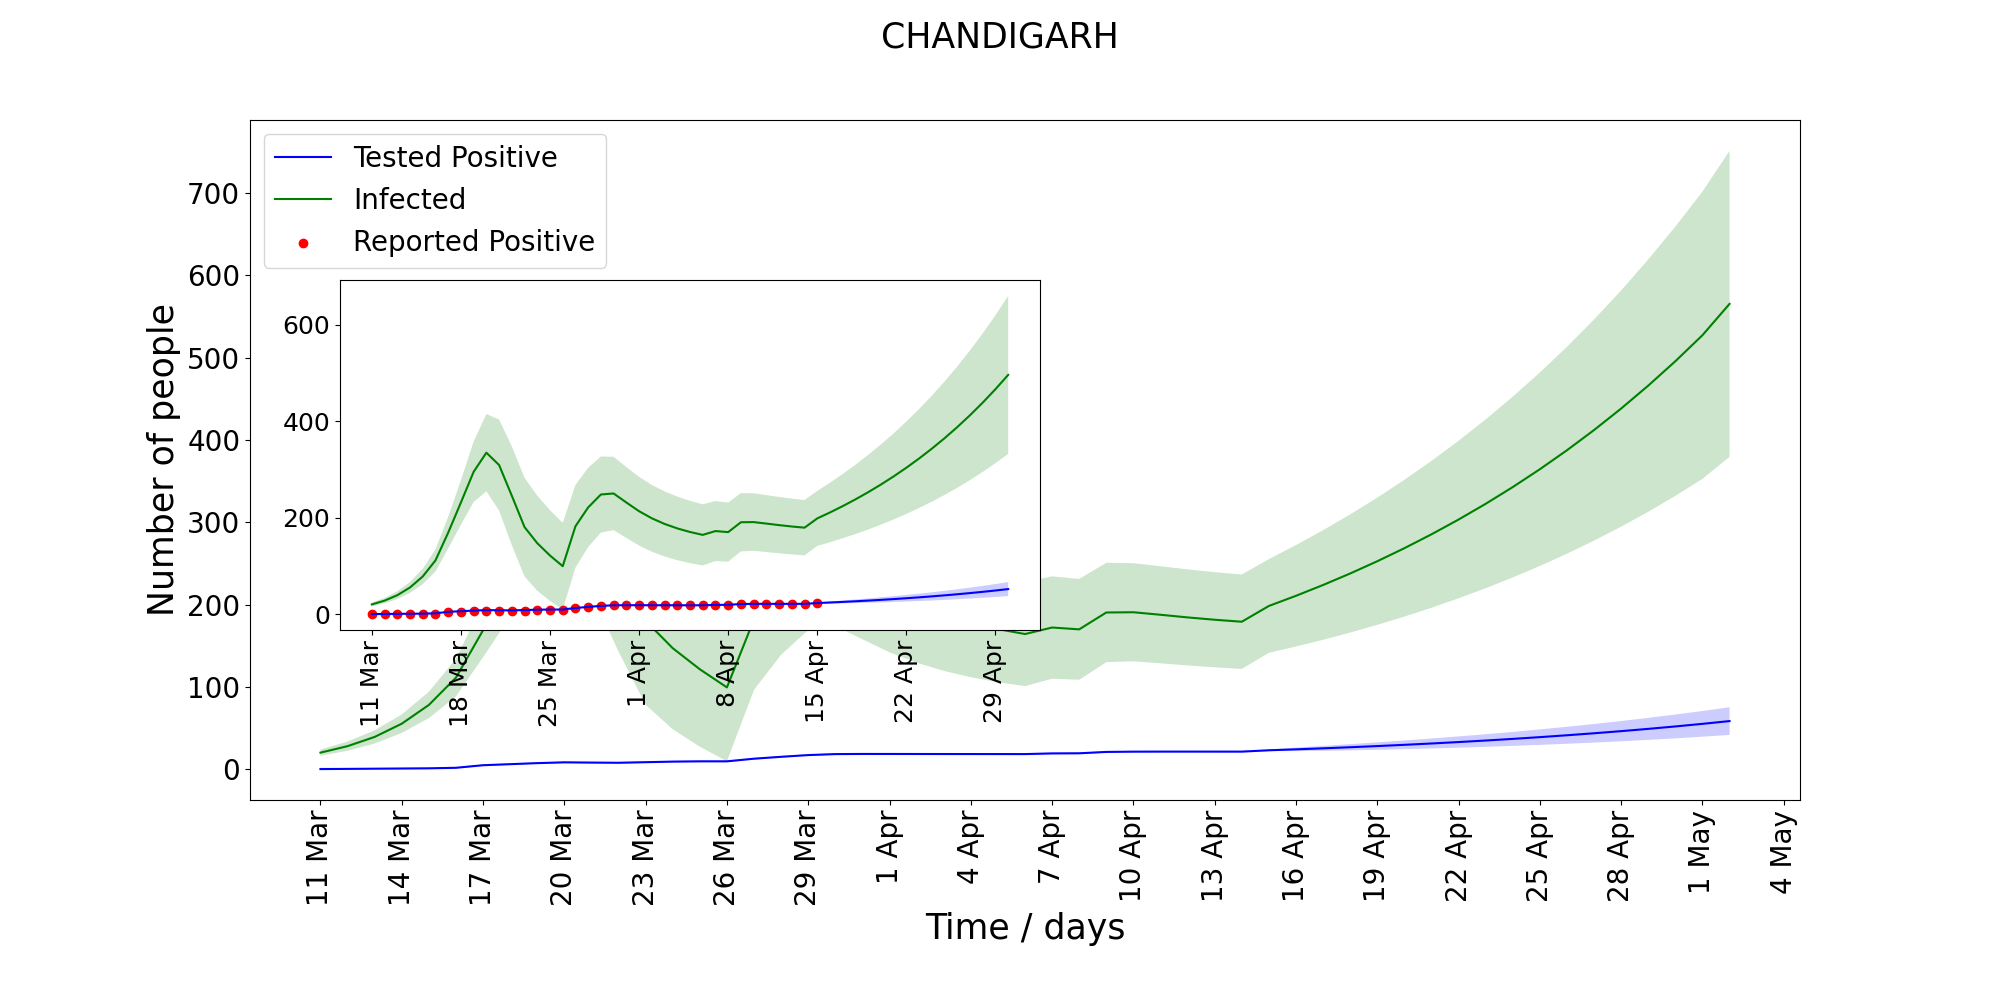 CHANDIGARH
Tested Positive
Infected
Reported Positive
Number of people
700
600
500
400
300
200
100
0
600
400
200
0
11 Mar
18 Mar
25 Mar
1 Apr
8 Apr
15 Apr
22 Apr
29 Apr
11 Mar
14 Mar
17 Mar
20 Mar
23 Mar
26 Mar
29 Mar
1 Apr
4 Apr
7 Apr
10 Apr
13 Apr
16 Apr
19 Apr
22 Apr
25 Apr
28 Apr
1 May
4 May
Time / days